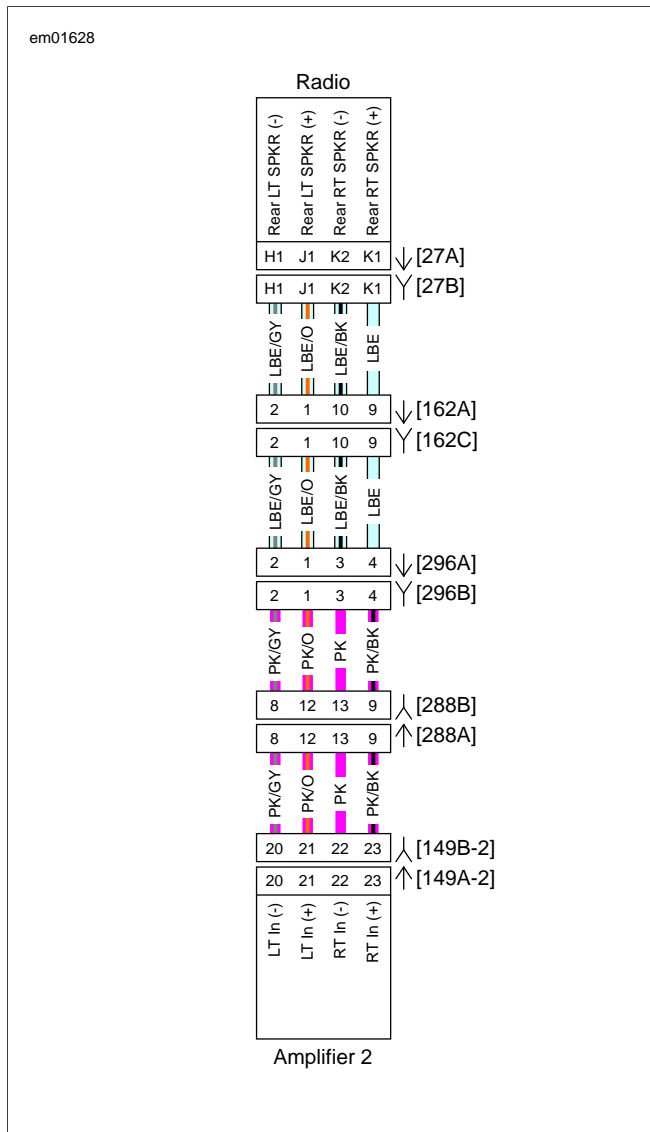 em01628
Radio
Rear LT SPKR (-)
Rear LT SPKR (+)
Rear RT SPKR (-)
Rear RT SPKR (+)
H1 J1 K2 K1 [27A]
H1 J1 K2 K1 [27B]
LBE/GY LBE/O LBE/BK LBE
2 1 10 9 [162A]
2 1 10 9 [162C]
LBE/GY LBE/O LBE/BK LBE
2 1 3 4 [296A]
2 1 3 4 [296B]
PK/GY PK/O PK PK/BK
8 12 13 9 [288B]
8 12 13 9 [288A]
PK/GY PK/O PK PK/BK
20 21 22 23 [149B-2]
20 21 22 23 [149A-2]
LT In (-)
LT In (+)
RT In (-)
RT In (+)
Amplifier 2